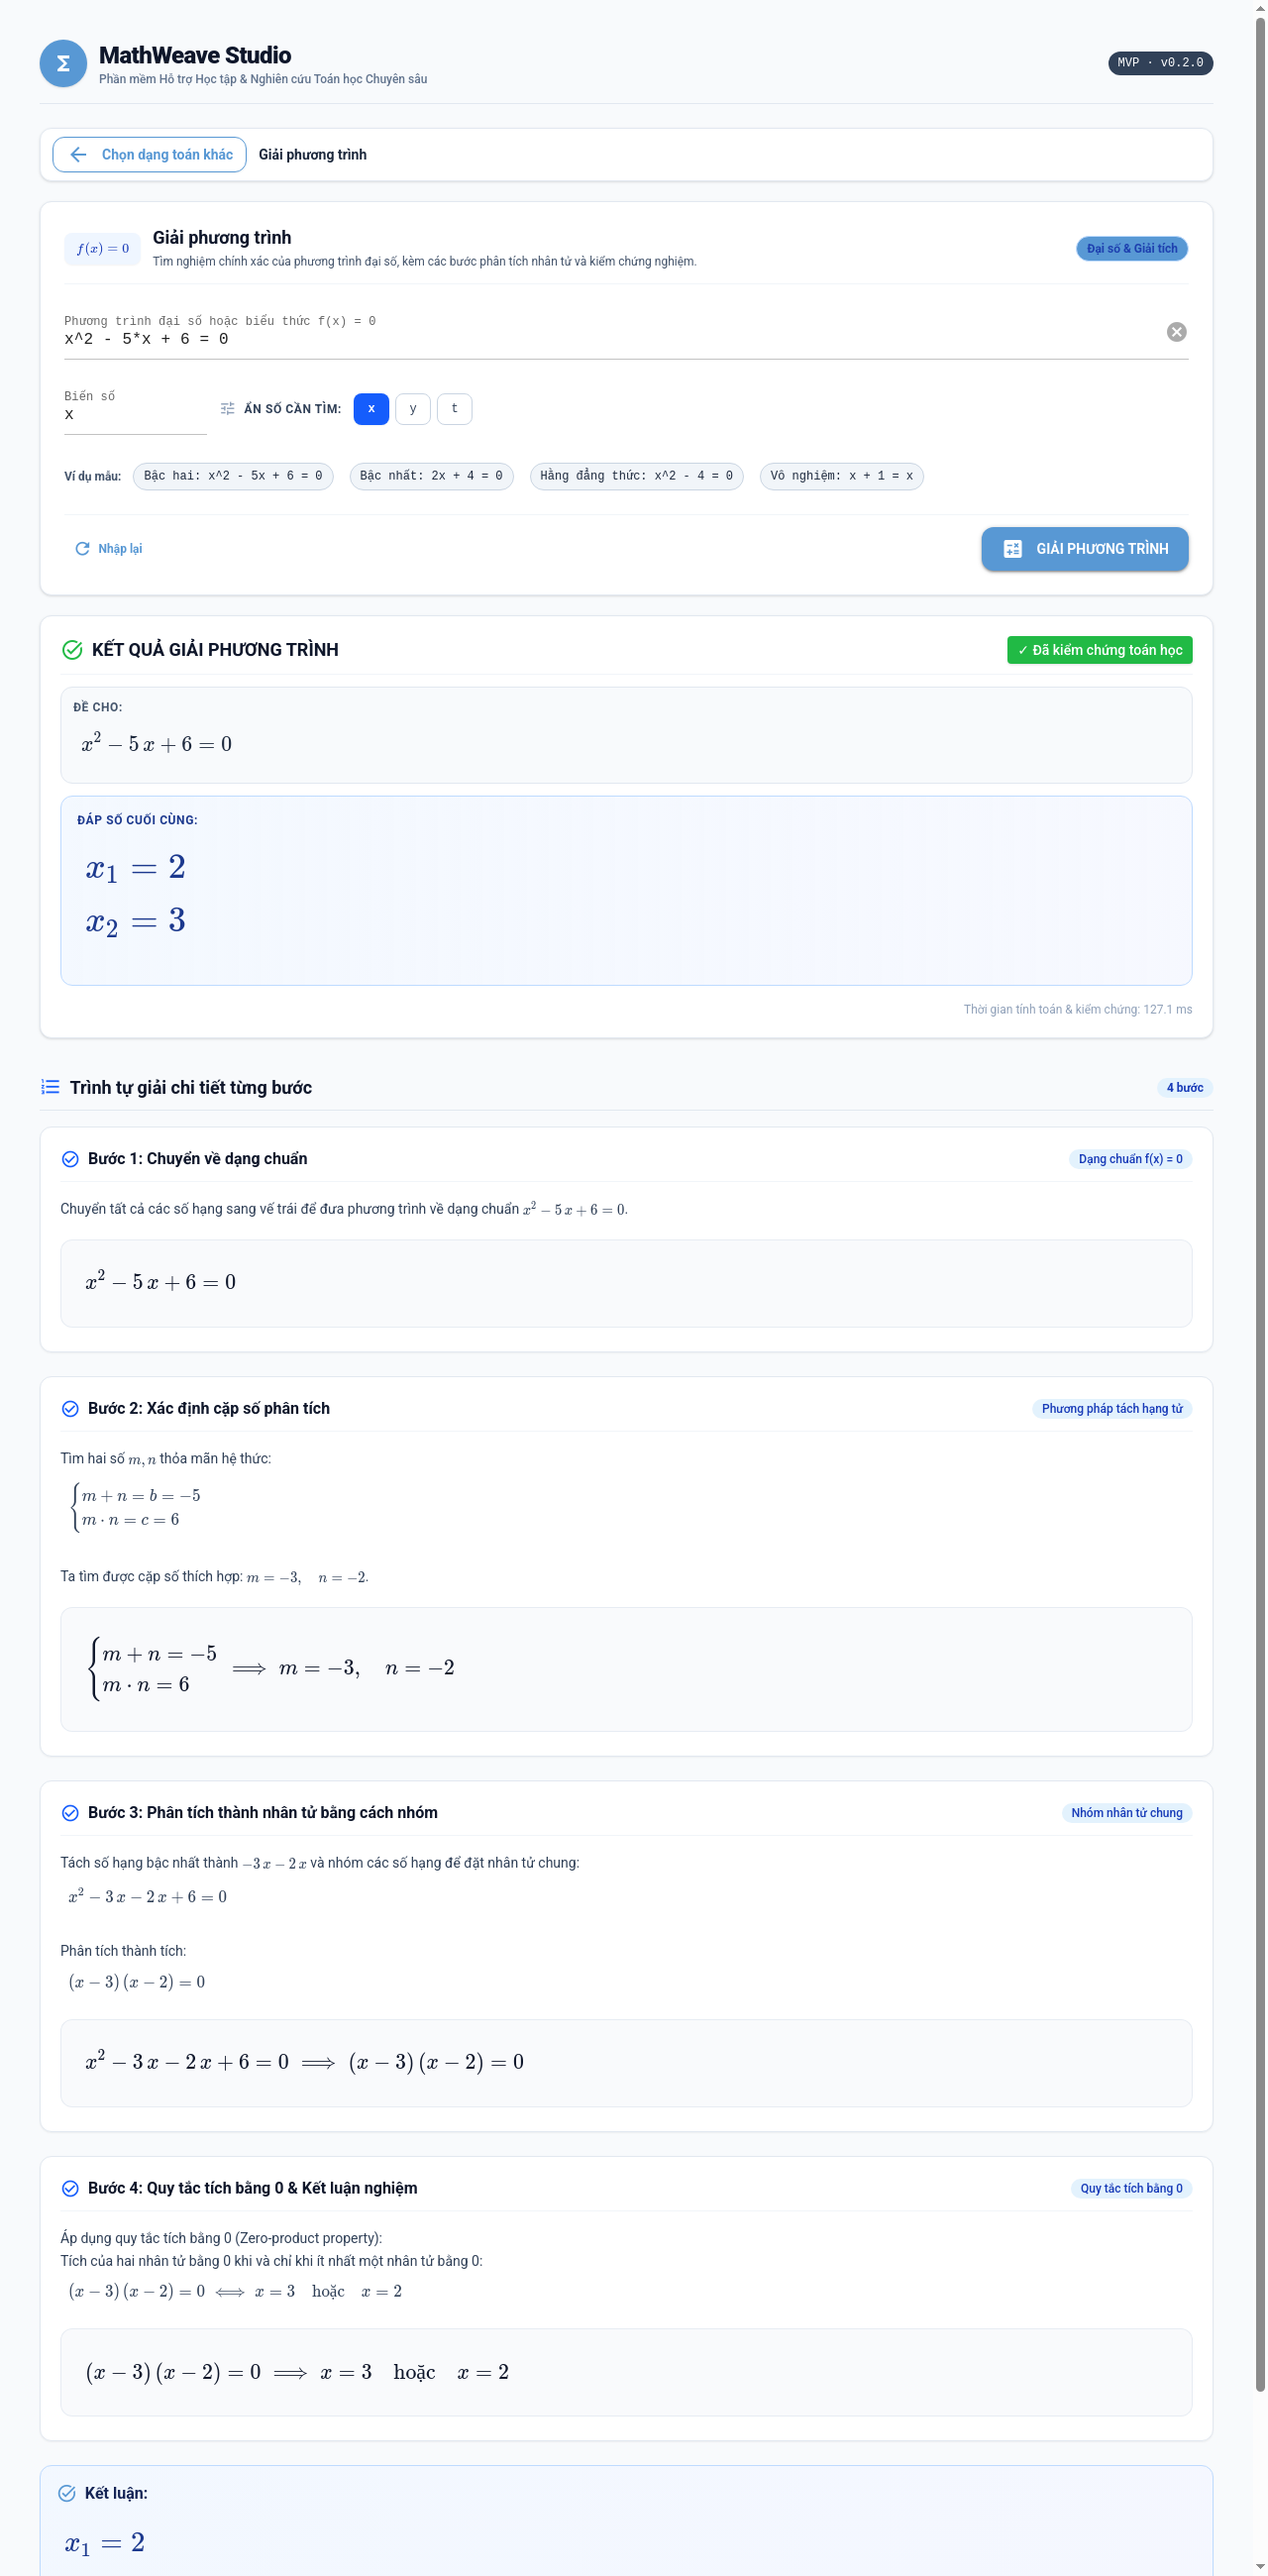 Σ
MathWeave Studio
Phần mềm Hỗ trợ Học tập & Nghiên cứu Toán học Chuyên sâu
MVP · v0.2.0
Chọn dạng toán khác
Giải phương trình
f(x) = 0
Giải phương trình
Tìm nghiệm chính xác của phương trình đại số, kèm các bước phân tích nhân tử và kiểm chứng nghiệm.
Đại số & Giải tích
Phương trình đại số hoặc biểu thức f(x) = 0
x^2 - 5*x + 6 = 0
Biến số
x
ẨN SỐ CẦN TÌM:
x
y
t
Ví dụ mẫu:
Bậc hai: x^2 - 5x + 6 = 0
Bậc nhất: 2x + 4 = 0
Hằng đẳng thức: x^2 - 4 = 0
Vô nghiệm: x + 1 = x
Nhập lại
GIẢI PHƯƠNG TRÌNH
KẾT QUẢ GIẢI PHƯƠNG TRÌNH
✓ Đã kiểm chứng toán học
ĐỀ CHO:
x² − 5 x + 6 = 0
ĐÁP SỐ CUỐI CÙNG:
x₁ = 2
x₂ = 3
Thời gian tính toán & kiểm chứng: 127.1 ms
Trình tự giải chi tiết từng bước
4 bước
Bước 1: Chuyển về dạng chuẩn
Dạng chuẩn f(x) = 0
Chuyển tất cả các số hạng sang vế trái để đưa phương trình về dạng chuẩn x² − 5 x + 6 = 0.
x² − 5 x + 6 = 0
Bước 2: Xác định cặp số phân tích
Phương pháp tách hạng tử
Tìm hai số m, n thỏa mãn hệ thức:
m + n = b = −5
m · n = c = 6
Ta tìm được cặp số thích hợp: m = −3, n = −2.
m + n = −5
m · n = 6
⟹ m = −3, n = −2
Bước 3: Phân tích thành nhân tử bằng cách nhóm
Nhóm nhân tử chung
Tách số hạng bậc nhất thành −3 x − 2 x và nhóm các số hạng để đặt nhân tử chung:
x² − 3 x − 2 x + 6 = 0
Phân tích thành tích:
(x − 3) (x − 2) = 0
x² − 3 x − 2 x + 6 = 0 ⟹ (x − 3) (x − 2) = 0
Bước 4: Quy tắc tích bằng 0 & Kết luận nghiệm
Quy tắc tích bằng 0
Áp dụng quy tắc tích bằng 0 (Zero-product property):
Tích của hai nhân tử bằng 0 khi và chỉ khi ít nhất một nhân tử bằng 0:
(x − 3) (x − 2) = 0 ⟺ x = 3 hoặc x = 2
(x − 3) (x − 2) = 0 ⟹ x = 3 hoặc x = 2
Kết luận:
x₁ = 2